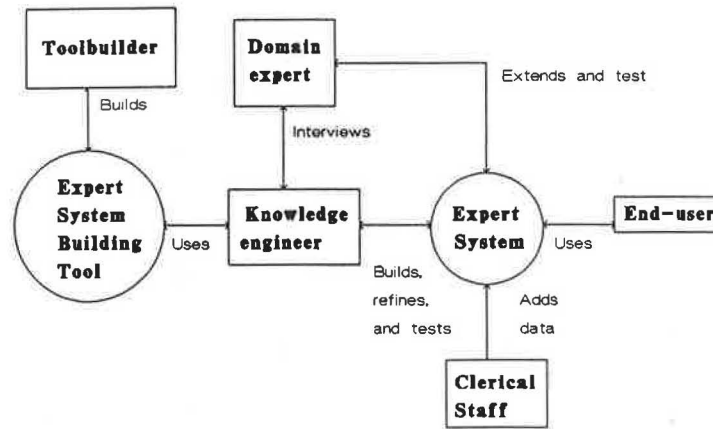 Toolbuilder
Domain
expert
Extends and test
Builds
Interviews
Expert
System
Building
Tool
Uses
Knowledge
engineer
Expert
System
Uses
End-user
Builds,
refines,
and tests
Adds
data
Clerical
Staff